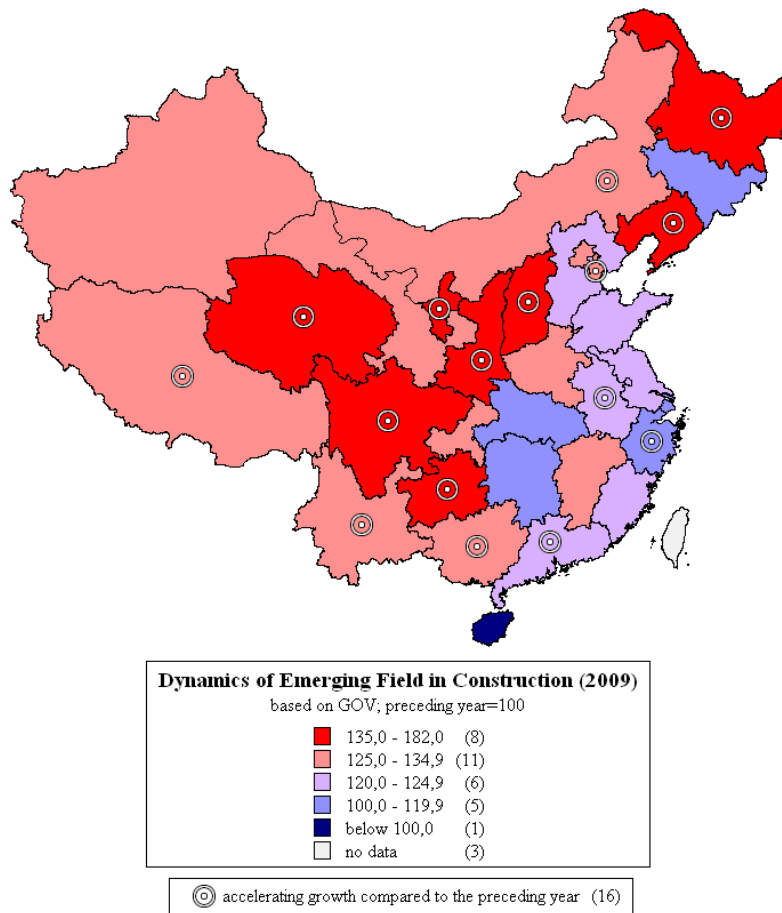 Dynamics of Emerging Field in Construction (2009)
based on GOV; preceding year=100
135,0 - 182,0 (8)
125,0 - 134,9 (11)
120,0 - 124,9 (6)
100,0 - 119,9 (5)
below 100,0 (1)
no data (3)
accelerating growth compared to the preceding year (16)